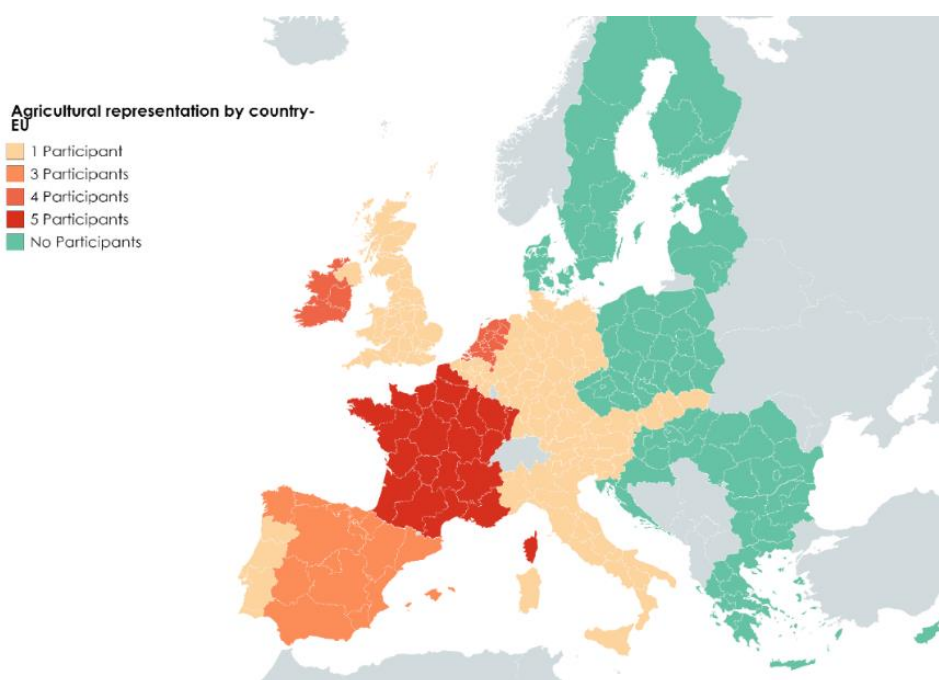 Agricultural representation by country-
EU
1 Participant
3 Participants
4 Participants
5 Participants
No Participants